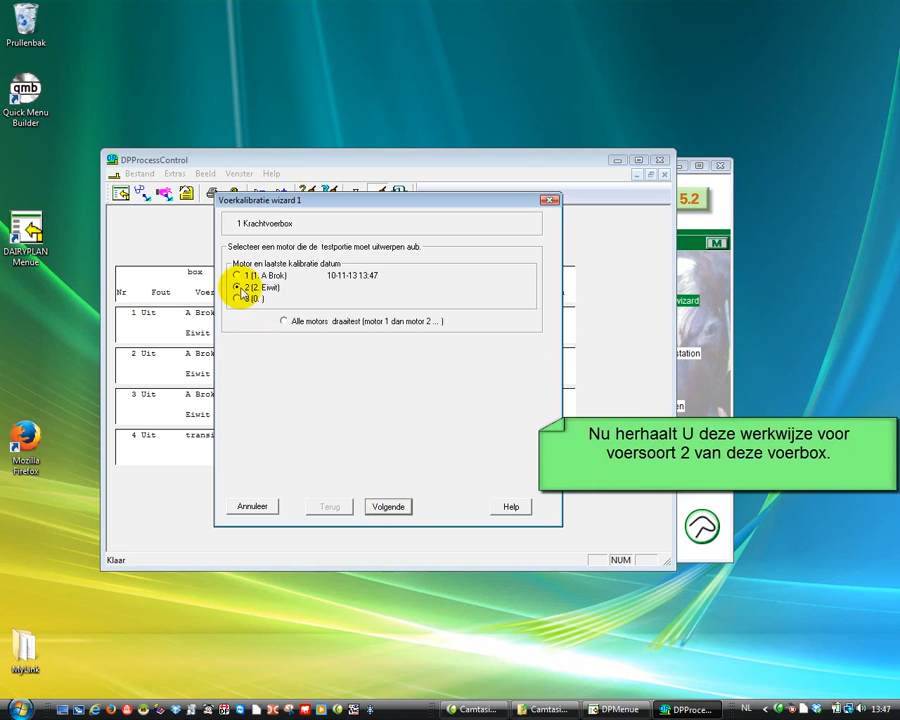 Prullenbak
qmb
Quick Menu
Builder
DAIRYPLAN
Menue
Mozilla
Firefox
MyLink
DPProcessControl
Bestand Extras Beeld Venster Help
5.2
M
wizard
station
en
box
Nr Fout Voer
1 Uit A Brok
Eiwit
2 Uit A Brok
Eiwit
3 Uit A Brok
Eiwit
4 Uit transi
Klaar
NUM
Voerkalibratie wizard 1
1 Krachtvoerbox
Selecteer een motor die de testportie moet uitwerpen aub.
Motor en laatste kalibratie datum
1 (1. A Brok) 10-11-13 13:47
2 (2. Eiwit)
3 (0. )
Alle motors draaitest (motor 1 dan motor 2 ... )
Annuleer Terug Volgende Help
Nu herhaalt U deze werkwijze voor
voersoort 2 van deze voerbox.
Camtasi... Camtasi... DPMenue DPProce... NL 13:47